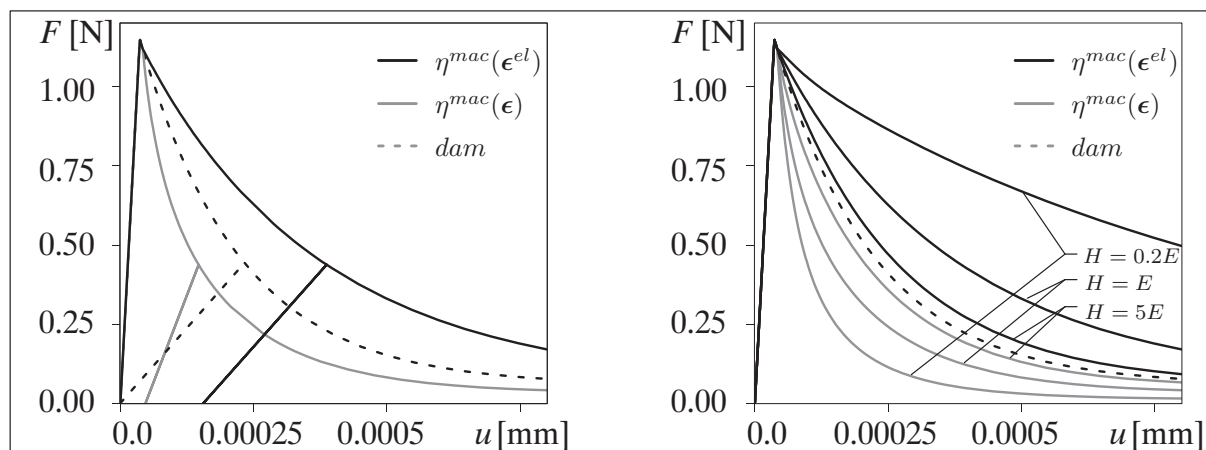 F [N]
η^{mac}(ϵ^{el})
η^{mac}(ϵ)
dam
1.00
0.75
0.50
0.25
0.00
0.0
0.00025
0.0005
u [mm]
F [N]
η^{mac}(ϵ^{el})
η^{mac}(ϵ)
dam
1.00
0.75
0.50
H = 0.2E
H = E
H = 5E
0.25
0.00
0.0
0.00025
0.0005
u [mm]